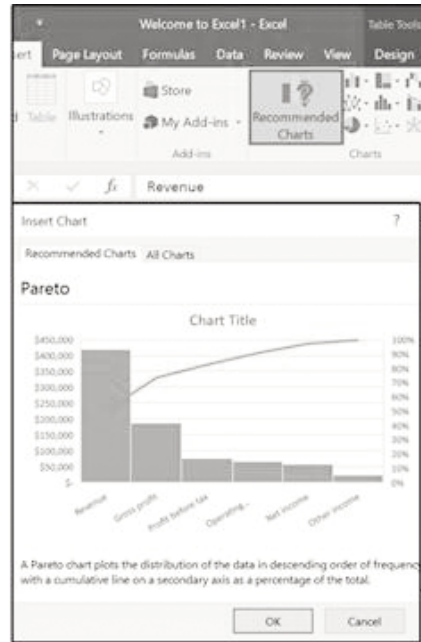 Welcome to Excel1 - Excel
Table Tools
ert Page Layout Formulas Data Review View Design
Table
Illustrations
Store
My Add-ins
Add-ins
Recommended
Charts
Charts
fx Revenue
Insert Chart ?
Recommended Charts All Charts
Pareto
Chart Title
$450,000
$400,000
$350,000
$300,000
$250,000
$200,000
$150,000
$100,000
$50,000
$-
100%
90%
80%
70%
60%
50%
40%
30%
20%
10%
0%
Revenue
Gross profit
Profit before tax
Operating...
Net income
Other income
A Pareto chart plots the distribution of the data in descending order of frequency
with a cumulative line on a secondary axis as a percentage of the total.
OK Cancel